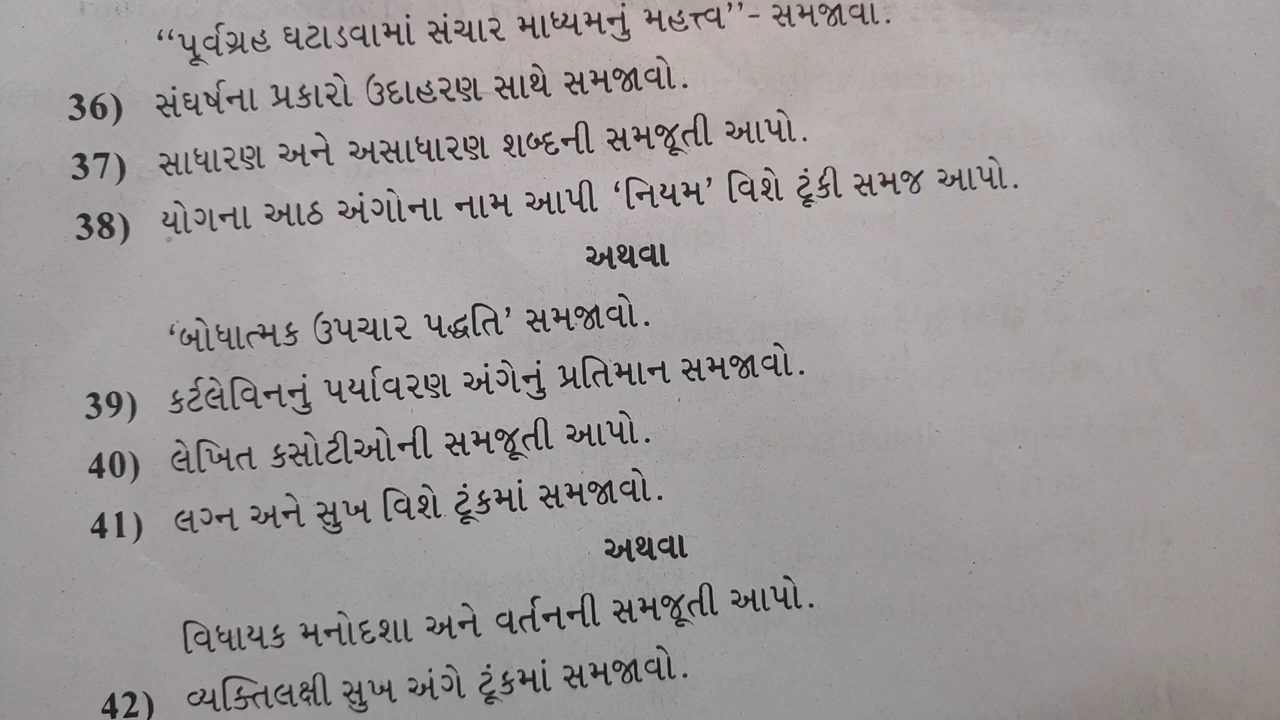 “પૂર્વગ્રહ ઘટાડવામાં સંચાર માધ્યમનું મહત્ત્વ”- સમજાવો.
36) સંઘર્ષના પ્રકારો ઉદાહરણ સાથે સમજાવો.
37) સાધારણ અને અસાધારણ શબ્દની સમજૂતી આપો.
38) યોગના આઠ અંગોના નામ આપી ‘નિયમ’ વિશે ટૂંકી સમજ આપો.
અથવા
‘બોધાત્મક ઉપચાર પદ્ધતિ’ સમજાવો.
39) કર્ટલેવિનનું પર્યાવરણ અંગેનું પ્રતિમાન સમજાવો.
40) લેખિત કસોટીઓની સમજૂતી આપો.
41) લગ્ન અને સુખ વિશે ટૂંકમાં સમજાવો.
અથવા
વિધાયક મનોદશા અને વર્તનની સમજૂતી આપો.
42) વ્યક્તિલક્ષી સુખ અંગે ટૂંકમાં સમજાવો.